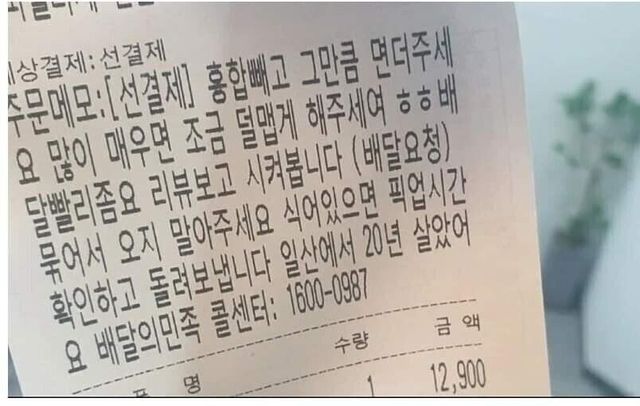 상결제: 선결제
주문메모:[선결제] 홍합빼고 그만큼 면더주세
요 많이 매우면 조금 덜맵게 해주세여 ㅎㅎ배
달빨리좀요 리뷰보고 시켜봅니다 (배달요청)
묶어서 오지 말아주세요 식어있으면 픽업시간
확인하고 돌려보냅니다 일산에서 20년 살았어
요 배달의민족 콜센터: 1600-0987
품 명 수량 금 액
1 12,900